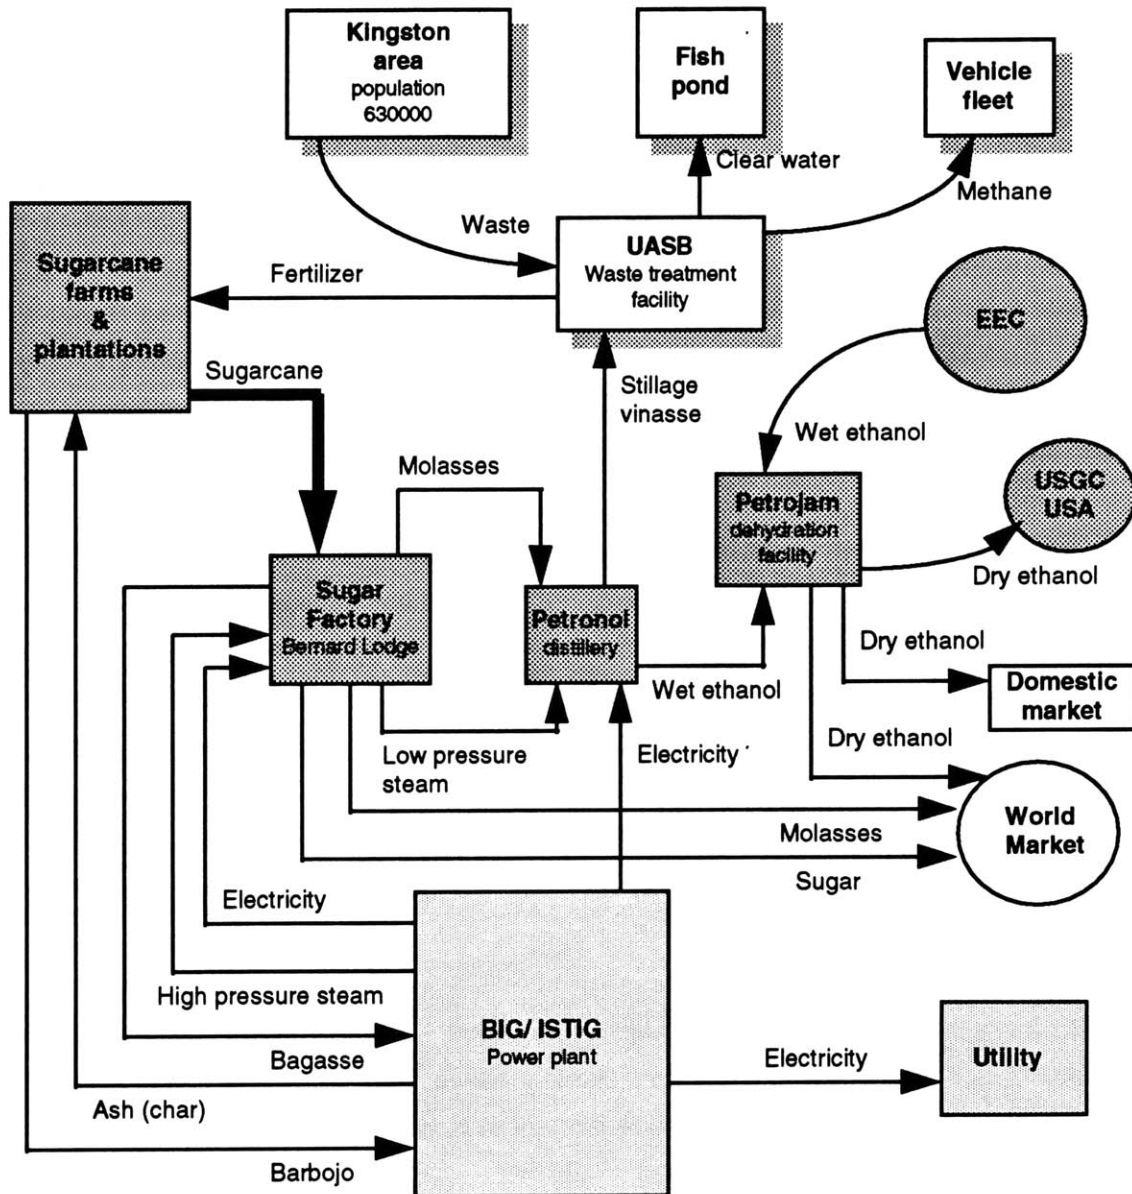 Kingston
area
population
630000
Fish
pond
Vehicle
fleet
Clear water
Methane
Waste
UASB
Waste treatment
facility
Sugarcane
farms
&
plantations
Fertilizer
EEC
Sugarcane
Stillage
vinasse
Wet ethanol
Molasses
Petrojam
dehydration
facility
USGC
USA
Dry ethanol
Sugar
Factory
Bernard Lodge
Petronol
distillery
Wet ethanol
Dry ethanol
Domestic
market
Low pressure
steam
Electricity
Dry ethanol
World
Market
Molasses
Sugar
Electricity
High pressure steam
BIG/ ISTIG
Power plant
Bagasse
Electricity
Utility
Ash (char)
Barbojo